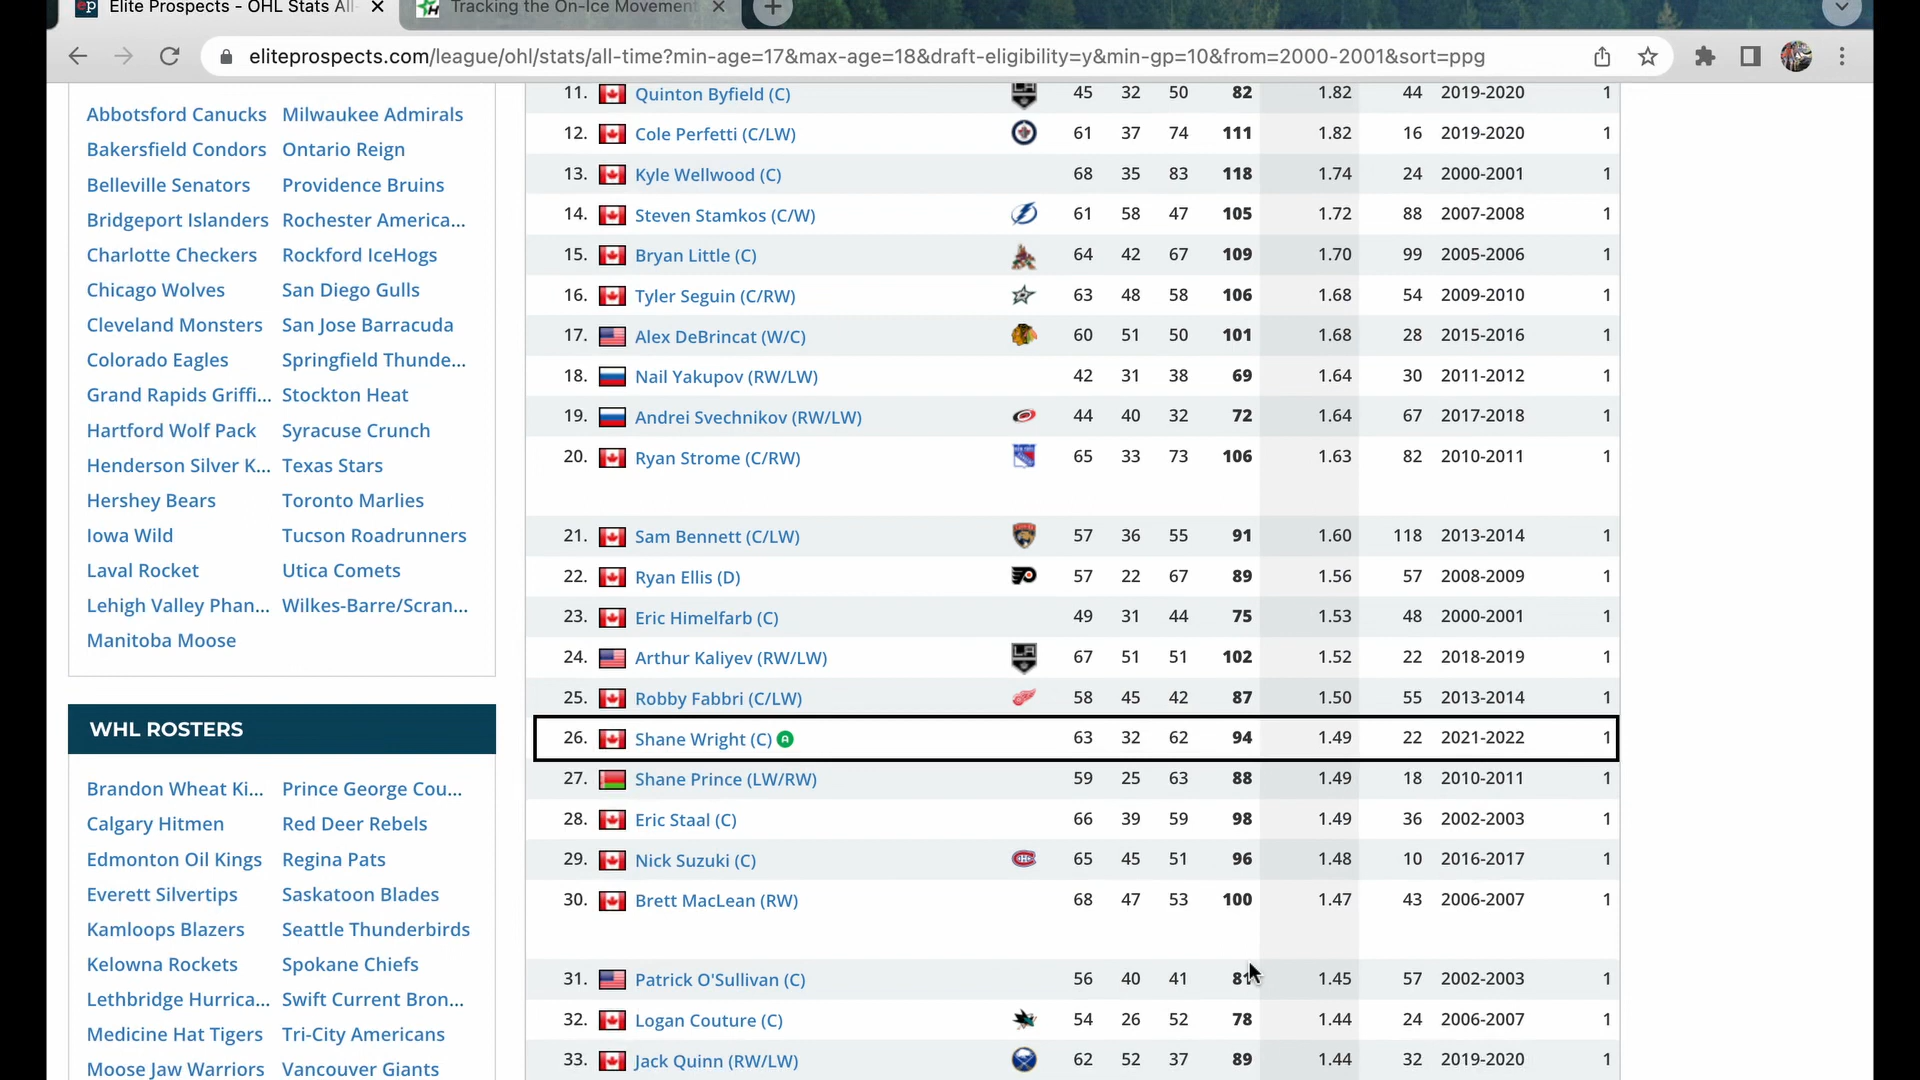 Elite Prospects - OHL Stats All-
Tracking the On-Ice Movement
eliteprospects.com/league/ohl/stats/all-time?min-age=17&max-age=18&draft-eligibility=y&min-gp=10&from=2000-2001&sort=ppg
Abbotsford Canucks Milwaukee Admirals
Bakersfield Condors Ontario Reign
Belleville Senators Providence Bruins
Bridgeport Islanders Rochester America...
Charlotte Checkers Rockford IceHogs
Chicago Wolves San Diego Gulls
Cleveland Monsters San Jose Barracuda
Colorado Eagles Springfield Thunde...
Grand Rapids Griffi... Stockton Heat
Hartford Wolf Pack Syracuse Crunch
Henderson Silver K... Texas Stars
Hershey Bears Toronto Marlies
Iowa Wild Tucson Roadrunners
Laval Rocket Utica Comets
Lehigh Valley Phan... Wilkes-Barre/Scran...
Manitoba Moose
WHL ROSTERS
Brandon Wheat Ki... Prince George Cou...
Calgary Hitmen Red Deer Rebels
Edmonton Oil Kings Regina Pats
Everett Silvertips Saskatoon Blades
Kamloops Blazers Seattle Thunderbirds
Kelowna Rockets Spokane Chiefs
Lethbridge Hurrica... Swift Current Bron...
Medicine Hat Tigers Tri-City Americans
Moose Jaw Warriors Vancouver Giants
11. Quinton Byfield (C) 45 32 50 82 1.82 44 2019-2020 1
12. Cole Perfetti (C/LW) 61 37 74 111 1.82 16 2019-2020 1
13. Kyle Wellwood (C) 68 35 83 118 1.74 24 2000-2001 1
14. Steven Stamkos (C/W) 61 58 47 105 1.72 88 2007-2008 1
15. Bryan Little (C) 64 42 67 109 1.70 99 2005-2006 1
16. Tyler Seguin (C/RW) 63 48 58 106 1.68 54 2009-2010 1
17. Alex DeBrincat (W/C) 60 51 50 101 1.68 28 2015-2016 1
18. Nail Yakupov (RW/LW) 42 31 38 69 1.64 30 2011-2012 1
19. Andrei Svechnikov (RW/LW) 44 40 32 72 1.64 67 2017-2018 1
20. Ryan Strome (C/RW) 65 33 73 106 1.63 82 2010-2011 1
21. Sam Bennett (C/LW) 57 36 55 91 1.60 118 2013-2014 1
22. Ryan Ellis (D) 57 22 67 89 1.56 57 2008-2009 1
23. Eric Himelfarb (C) 49 31 44 75 1.53 48 2000-2001 1
24. Arthur Kaliyev (RW/LW) 67 51 51 102 1.52 22 2018-2019 1
25. Robby Fabbri (C/LW) 58 45 42 87 1.50 55 2013-2014 1
26. Shane Wright (C) A 63 32 62 94 1.49 22 2021-2022 1
27. Shane Prince (LW/RW) 59 25 63 88 1.49 18 2010-2011 1
28. Eric Staal (C) 66 39 59 98 1.49 36 2002-2003 1
29. Nick Suzuki (C) 65 45 51 96 1.48 10 2016-2017 1
30. Brett MacLean (RW) 68 47 53 100 1.47 43 2006-2007 1
31. Patrick O'Sullivan (C) 56 40 41 81 1.45 57 2002-2003 1
32. Logan Couture (C) 54 26 52 78 1.44 24 2006-2007 1
33. Jack Quinn (RW/LW) 62 52 37 89 1.44 32 2019-2020 1